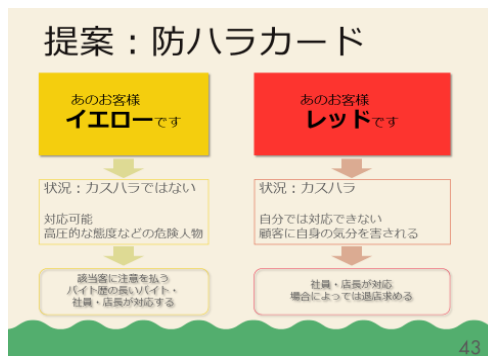 提案：防ハラカード
あのお客様
イエローです
状況：カスハラではない
対応可能
高圧的な態度などの危険人物
該当客に注意を払う
バイト歴の長いバイト・
社員・店長が対応する
あのお客様
レッドです
状況：カスハラ
自分では対応できない
顧客に自身の気分を害される
社員・店長が対応
場合によっては退店求める
43